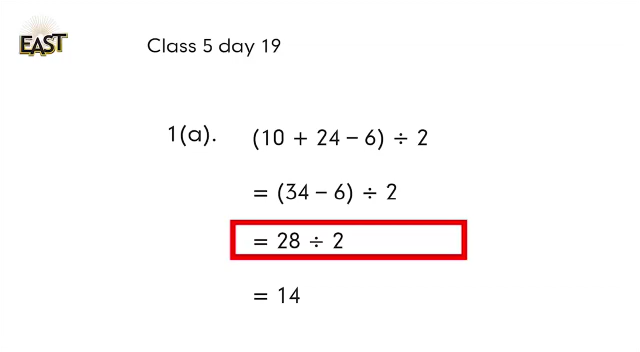 EAST
Class 5 day 19
1(a). (10 + 24 – 6) ÷ 2
= (34 – 6) ÷ 2
= 28 ÷ 2
= 14